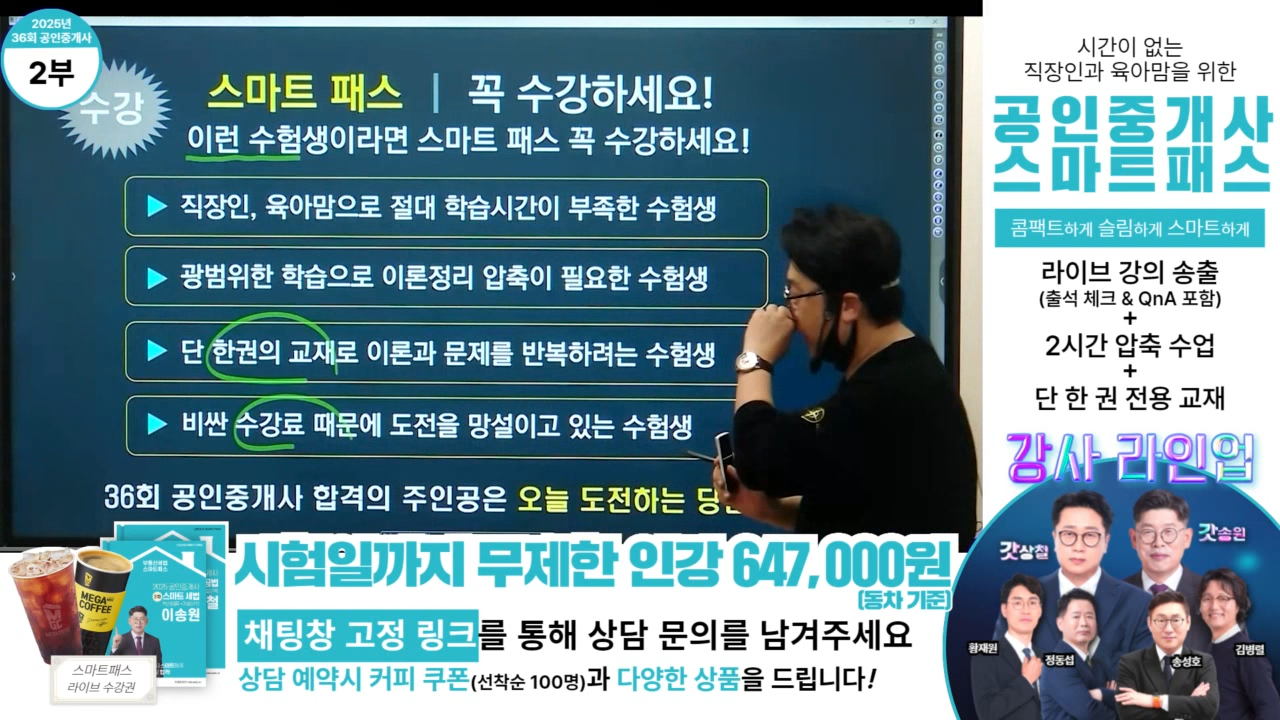 2025년
36회 공인중개사
2부
수강
스마트 패스 | 꼭 수강하세요!
이런 수험생이라면 스마트 패스 꼭 수강하세요!
▶ 직장인, 육아맘으로 절대 학습시간이 부족한 수험생
▶ 광범위한 학습으로 이론정리 압축이 필요한 수험생
▶ 단 한권의 교재로 이론과 문제를 반복하려는 수험생
▶ 비싼 수강료 때문에 도전을 망설이고 있는 수험생
36회 공인중개사 합격의 주인공은 오늘 도전하는
시간이 없는
직장인과 육아맘을 위한
공인중개사
스마트패스
콤팩트하게 슬림하게 스마트하게
라이브 강의 송출
(출석 체크 & QnA 포함)
+
2시간 압축 수업
+
단 한 권 전용 교재
강사 라인업
갓상철
갓송원
황재원
정동섭
송성호
김병렬
MEGA
COFFEE
스마트 세법
이송원
스마트패스
라이브 수강권
시험일까지 무제한 인강 647,000원
(동차 기준)
채팅창 고정 링크를 통해 상담 문의를 남겨주세요
상담 예약시 커피 쿠폰(선착순 100명)과 다양한 상품을 드립니다!